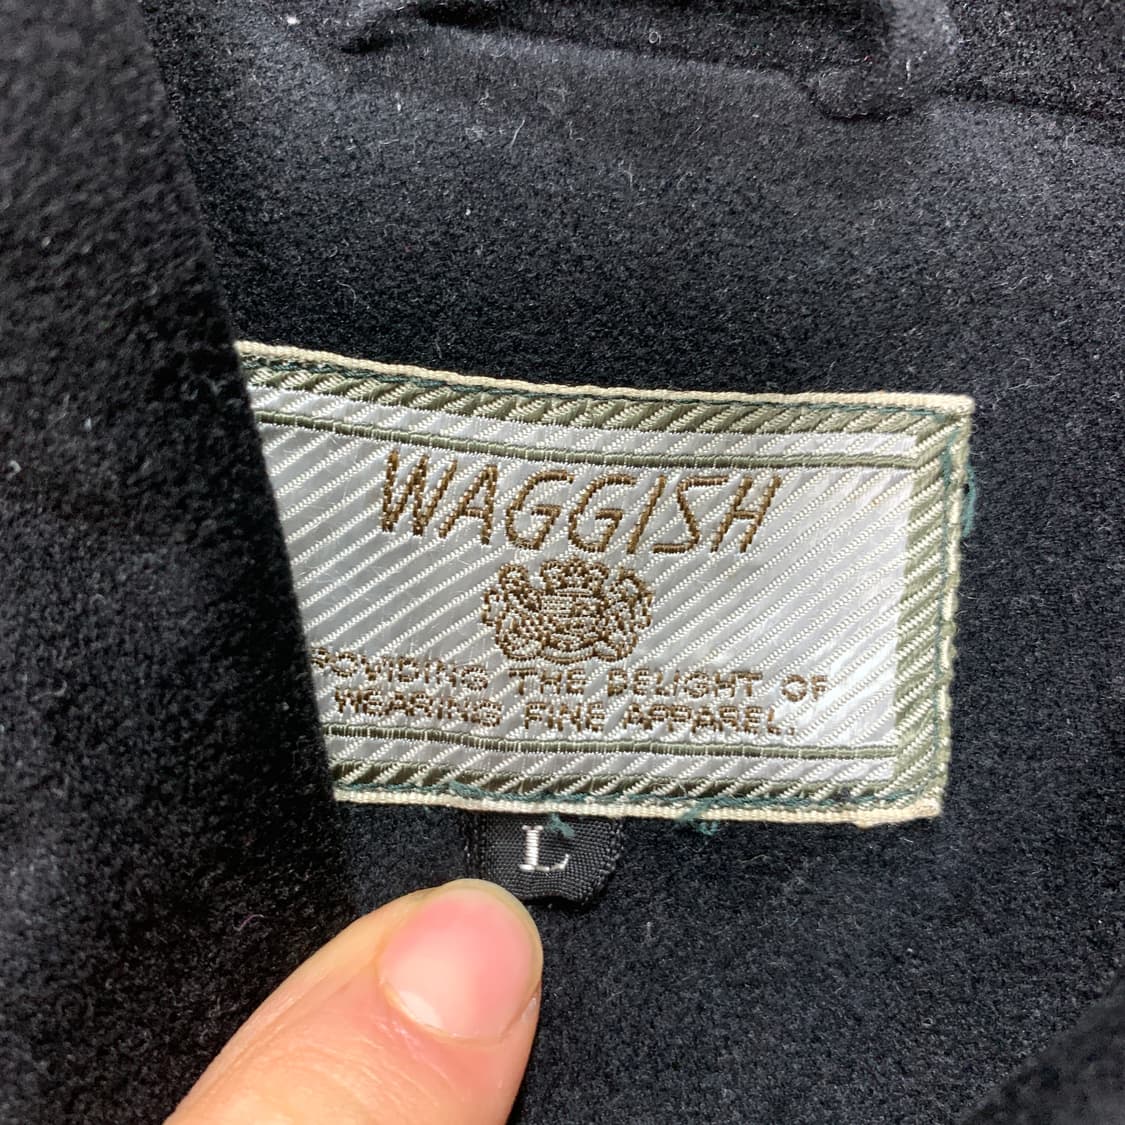 WAGGISH
PROVIDING THE DELIGHT OF
WEARING FINE APPAREL.
L